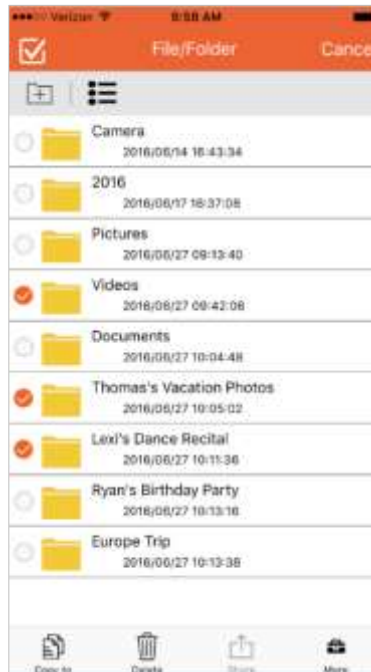 Verizon 9:58 AM
File/Folder Cance
Camera
2016/06/14 16:43:34
2016
2016/06/17 16:37:08
Pictures
2016/06/27 09:13:40
Videos
2016/06/27 09:42:06
Documents
2016/06/27 10:04:48
Thomas's Vacation Photos
2016/06/27 10:05:02
Lexi's Dance Recital
2016/06/27 10:11:36
Ryan's Birthday Party
2016/06/27 10:13:16
Europe Trip
2016/06/27 10:13:38
Copy to Delete Share More